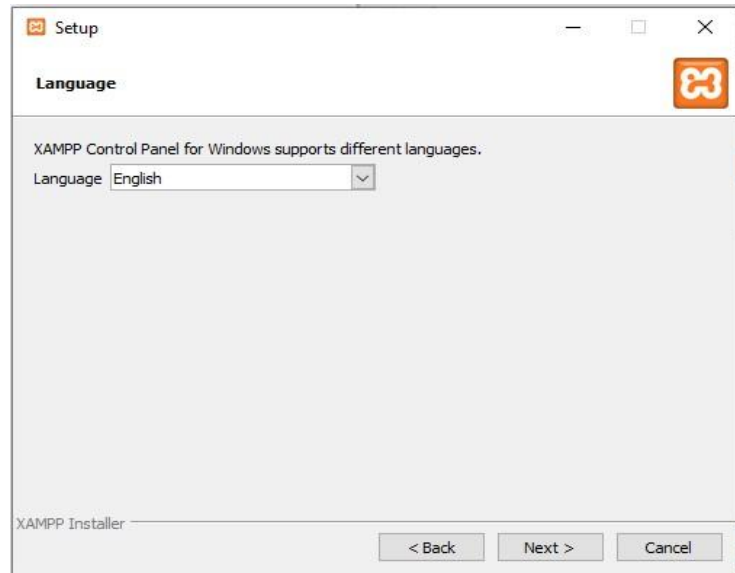 Setup
Language
XAMPP Control Panel for Windows supports different languages.
Language English
XAMPP Installer
< Back Next > Cancel